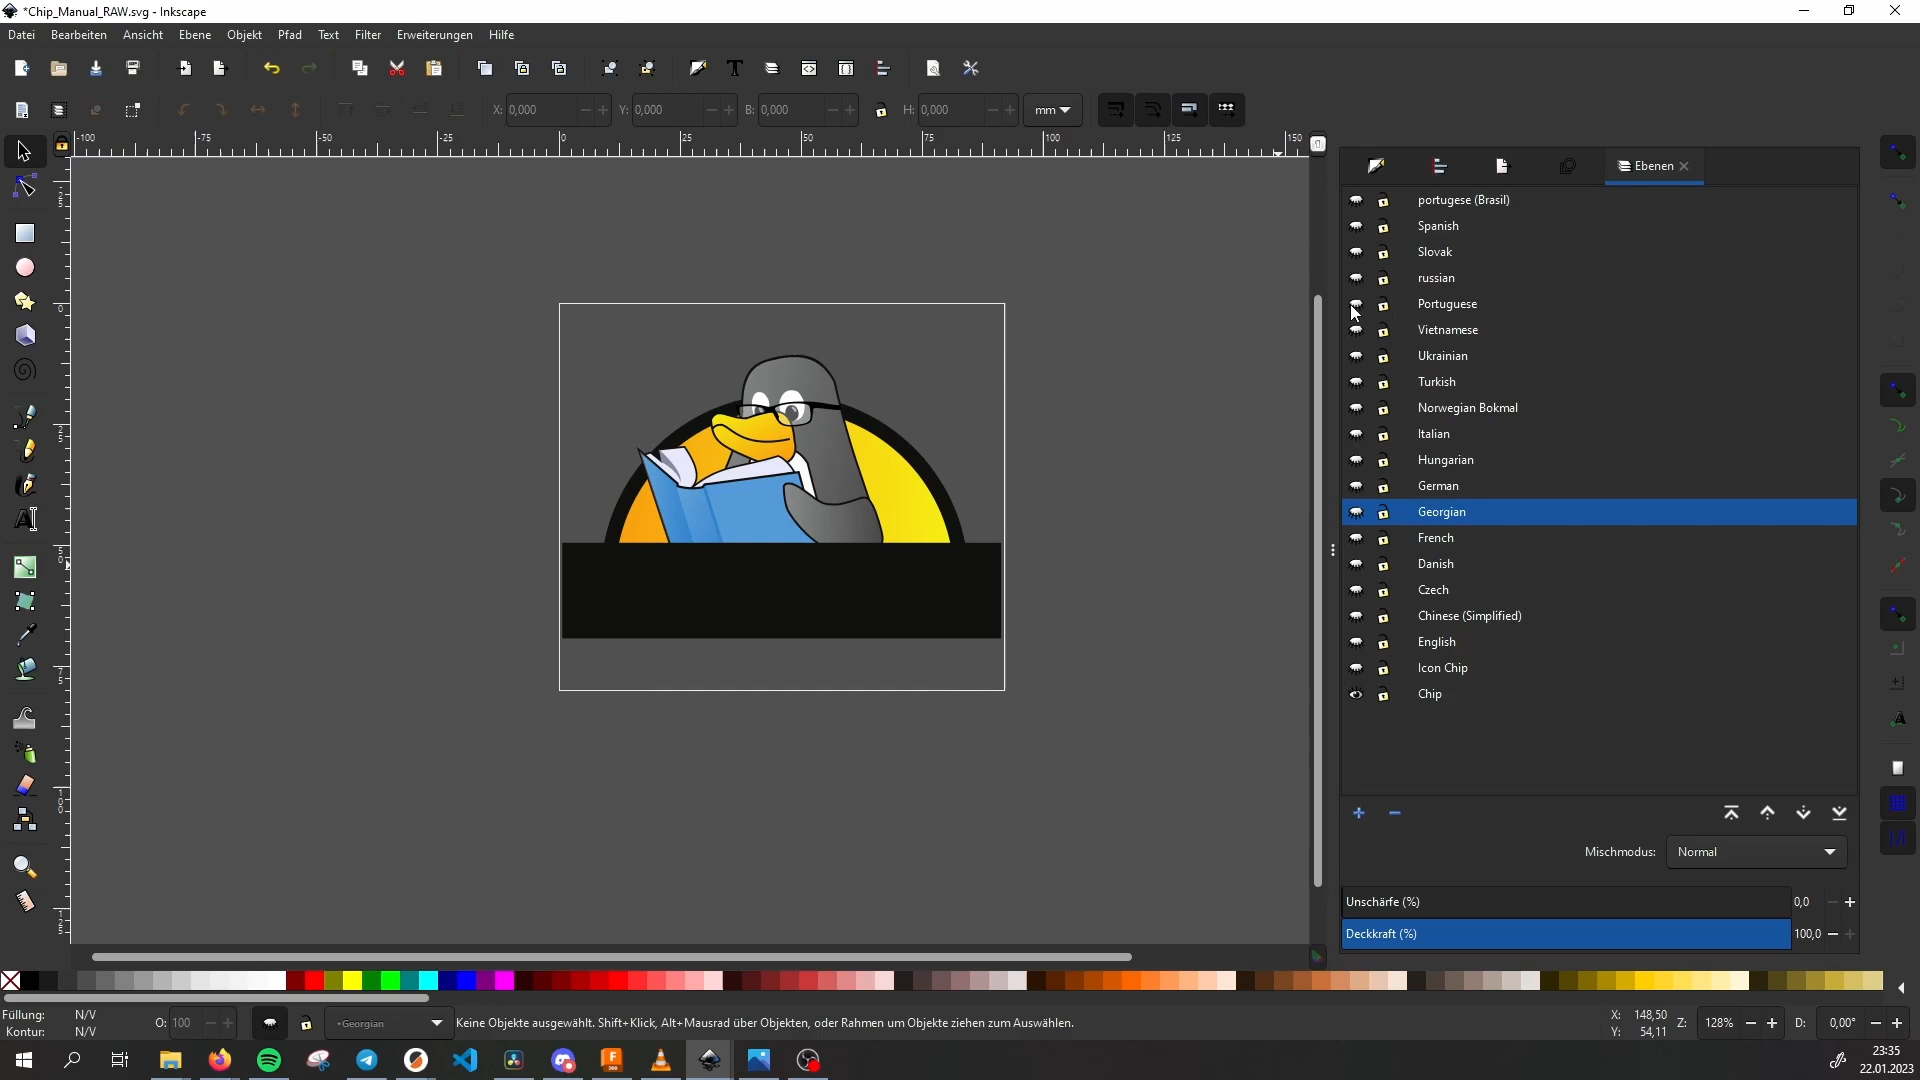 *Chip_Manual_RAW.svg - Inkscape
Datei Bearbeiten Ansicht Ebene Objekt Pfad Text Filter Erweiterungen Hilfe
X: 0,000 Y: 0,000 B: 0,000 H: 0,000 mm
-100 -75 -50 -25 0 25 50 75 100 125 150
Ebenen
portugese (Brasil)
Spanish
Slovak
russian
Portuguese
Vietnamese
Ukrainian
Turkish
Norwegian Bokmal
Italian
Hungarian
German
Georgian
French
Danish
Czech
Chinese (Simplified)
English
Icon Chip
Chip
Mischmodus: Normal
Unschärfe (%) 0,0
Deckkraft (%) 100,0
Füllung: N/V
Kontur: N/V
O: 100
•Georgian
Keine Objekte ausgewählt. Shift+Klick, Alt+Mausrad über Objekten, oder Rahmen um Objekte ziehen zum Auswählen.
X: 148,50
Y: 54,11
Z: 128%
D: 0,00°
23:35
22.01.2023